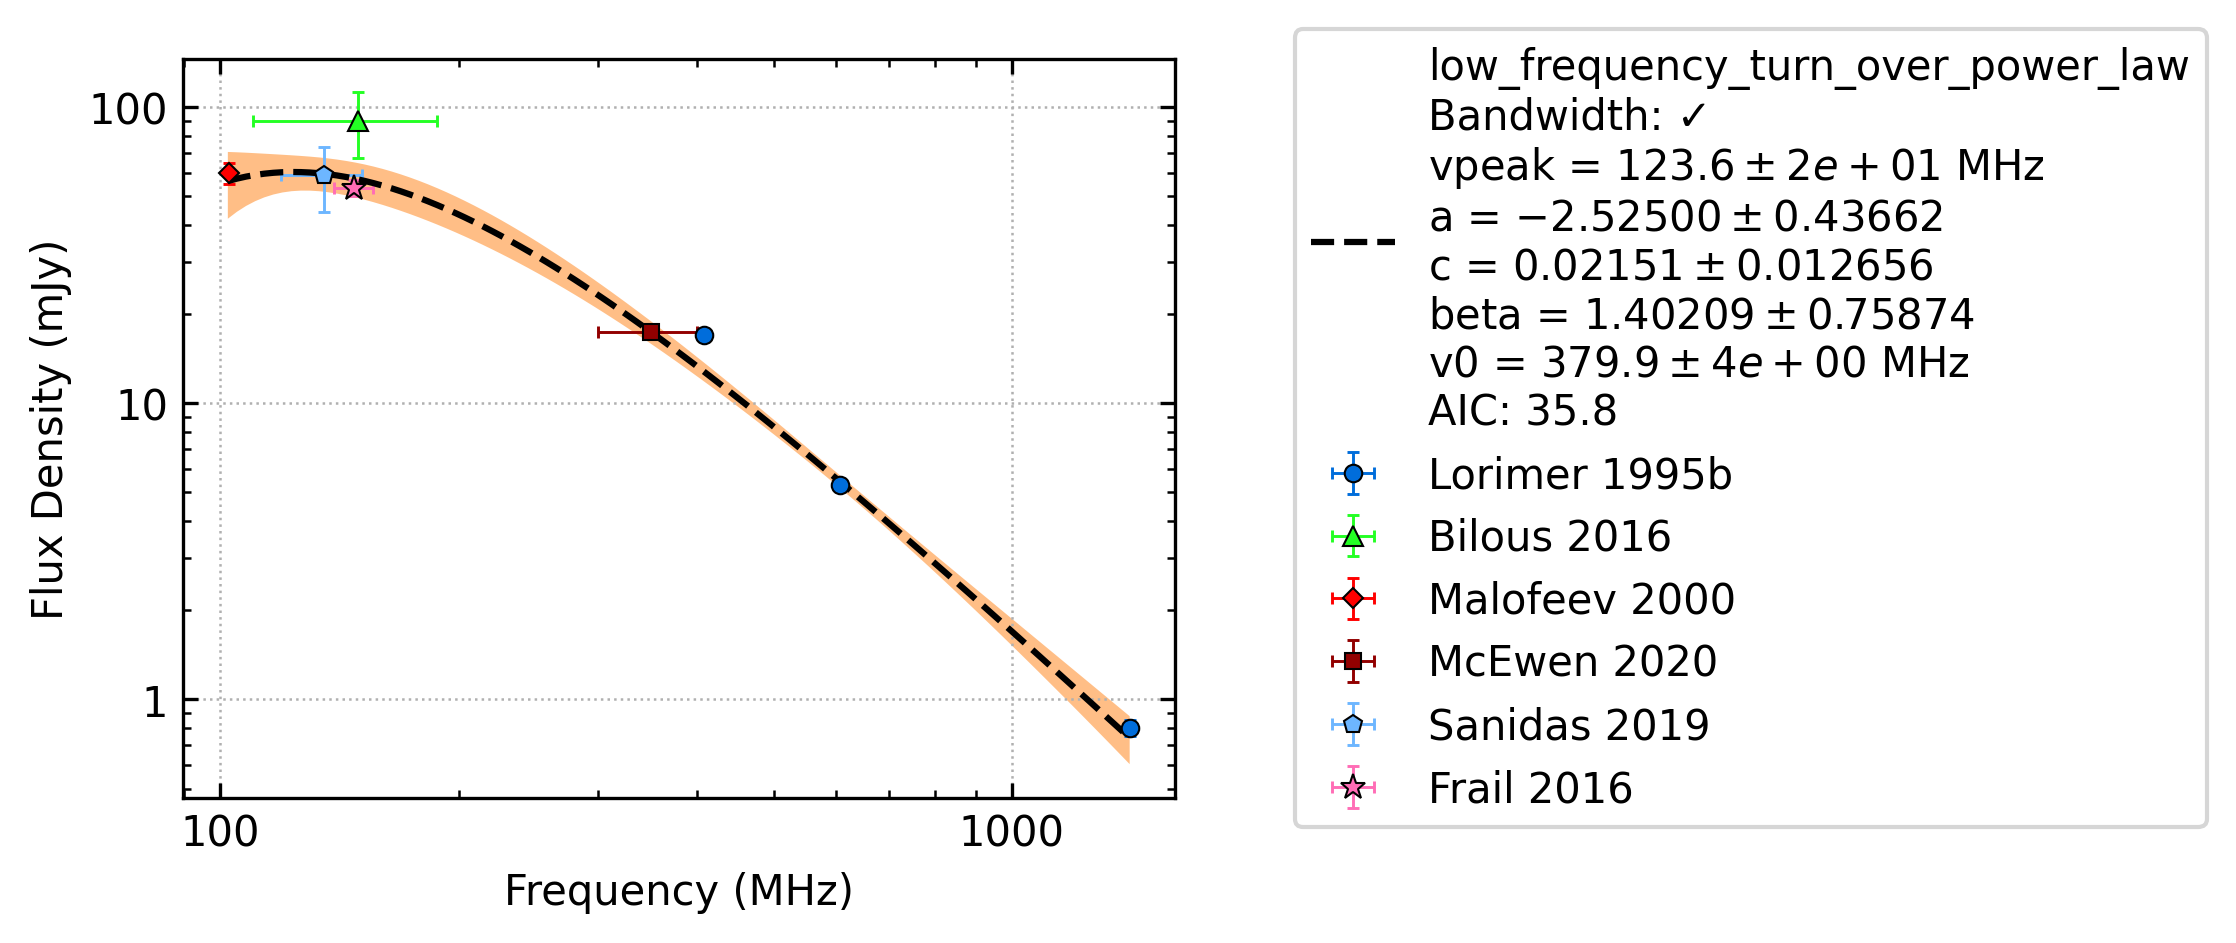 100
10
1
Flux Density (mJy)
100
1000
Frequency (MHz)
low_frequency_turn_over_power_law
Bandwidth: ✓
vpeak = 123.6 ± 2e + 01 MHz
a = −2.52500 ± 0.43662
c = 0.02151 ± 0.012656
beta = 1.40209 ± 0.75874
v0 = 379.9 ± 4e + 00 MHz
AIC: 35.8
Lorimer 1995b
Bilous 2016
Malofeev 2000
McEwen 2020
Sanidas 2019
Frail 2016